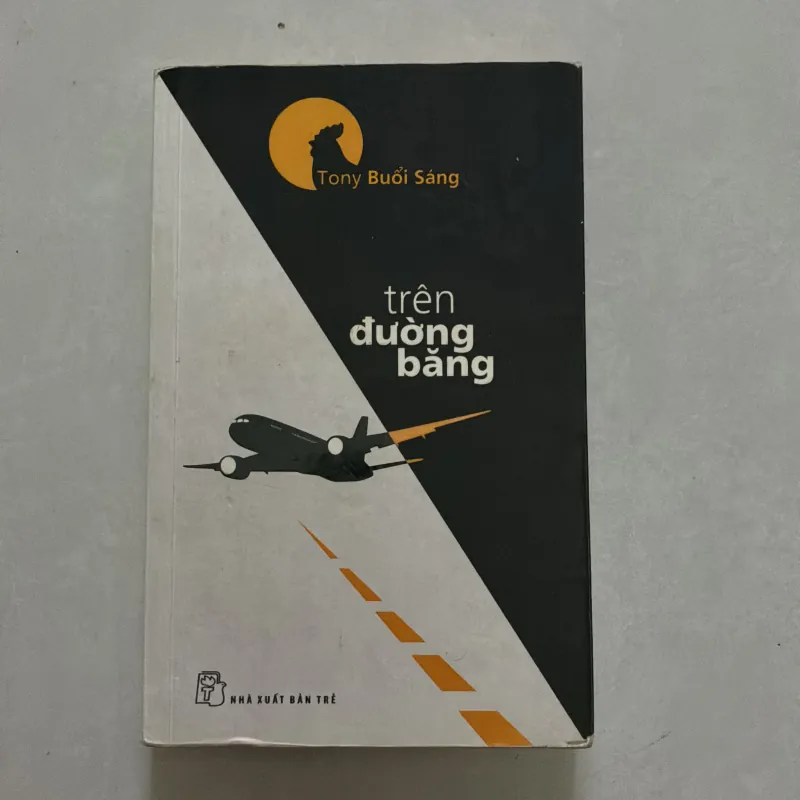 Tony Buổi Sáng
trên
đường
băng
NHÀ XUẤT BẢN TRẺ